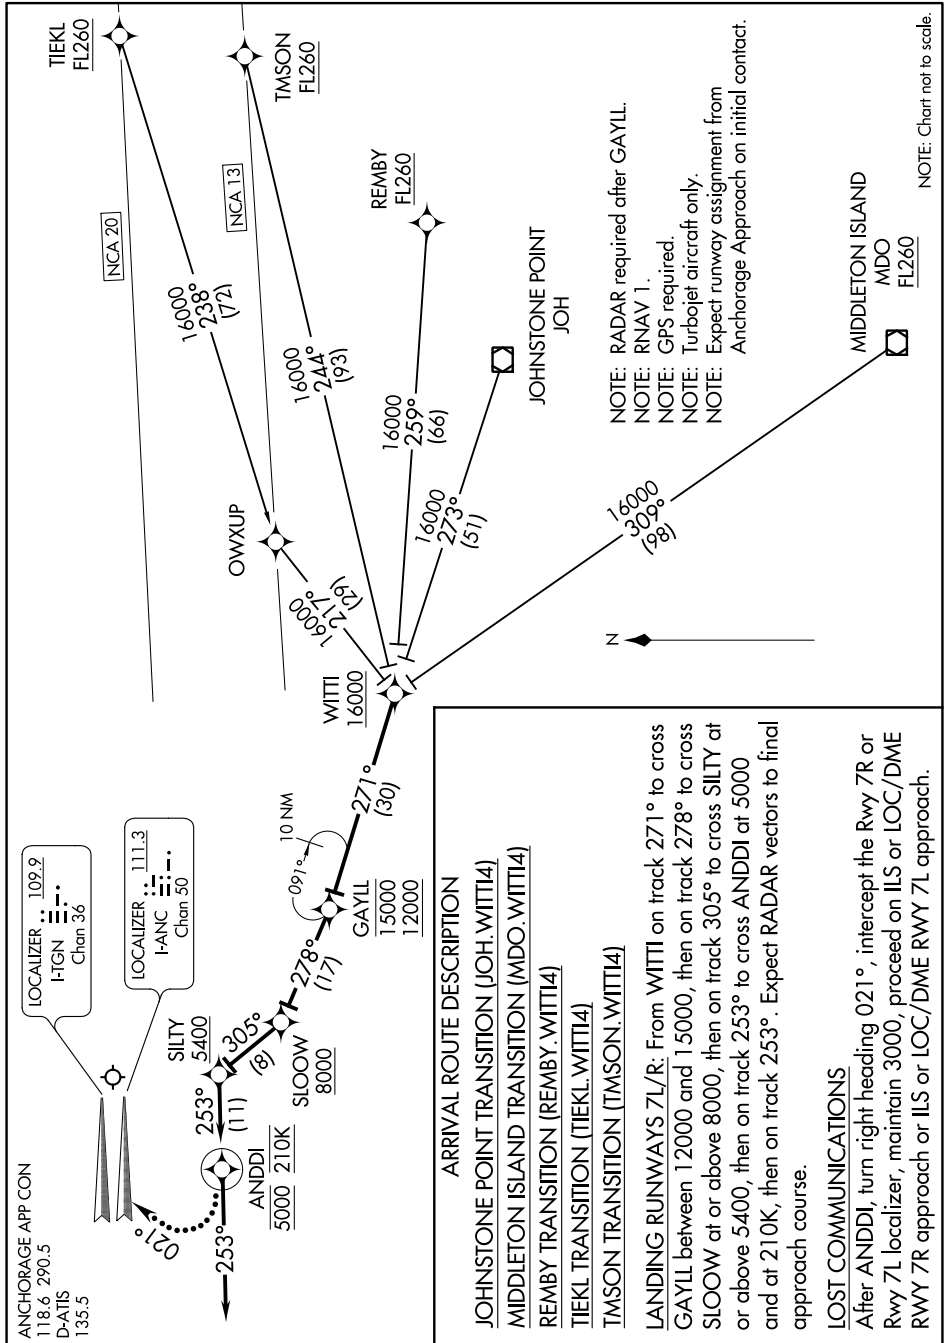 ANCHORAGE APP CON
118.6 290.5
D-ATIS
135.5
LOCALIZER 109.9
I-TGN
Chan 36
LOCALIZER 111.3
I-ANC
Chan 50
TIEKL
FL260
NCA 20
16000
238°
(72)
TMSON
FL260
NCA 13
16000
244°
(93)
OWXUP
16000
217°
(29)
REMBY
FL260
16000
259°
(66)
JOHNSTONE POINT
JOH
16000
273°
(51)
MIDDLETON ISLAND
MDO
FL260
16000
309°
(98)
WITTI
16000
271°
(30)
10 NM
091°
GAYLL
15000
12000
278°
(17)
SLOOW
8000
305°
(8)
SILTY
5400
253°
(11)
ANDDI
5000 210K
253°
021°
N
NOTE: RADAR required after GAYLL.
NOTE: RNAV 1.
NOTE: GPS required.
NOTE: Turbojet aircraft only.
NOTE: Expect runway assignment from
Anchorage Approach on initial contact.
NOTE: Chart not to scale.
ARRIVAL ROUTE DESCRIPTION
JOHNSTONE POINT TRANSITION (JOH.WITTI4)
MIDDLETON ISLAND TRANSITION (MDO.WITTI4)
REMBY TRANSITION (REMBY.WITTI4)
TIEKL TRANSITION (TIEKL.WITTI4)
TMSON TRANSITION (TMSON.WITTI4)
LANDING RUNWAYS 7L/R: From WITTI on track 271° to cross
GAYLL between 12000 and 15000, then on track 278° to cross
SLOOW at or above 8000, then on track 305° to cross SILTY at
or above 5400, then on track 253° to cross ANDDI at 5000
and at 210K, then on track 253°. Expect RADAR vectors to final
approach course.
LOST COMMUNICATIONS
After ANDDI, turn right heading 021°, intercept the Rwy 7R or
Rwy 7L localizer, maintain 3000, proceed on ILS or LOC/DME
RWY 7R approach or ILS or LOC/DME RWY 7L approach.